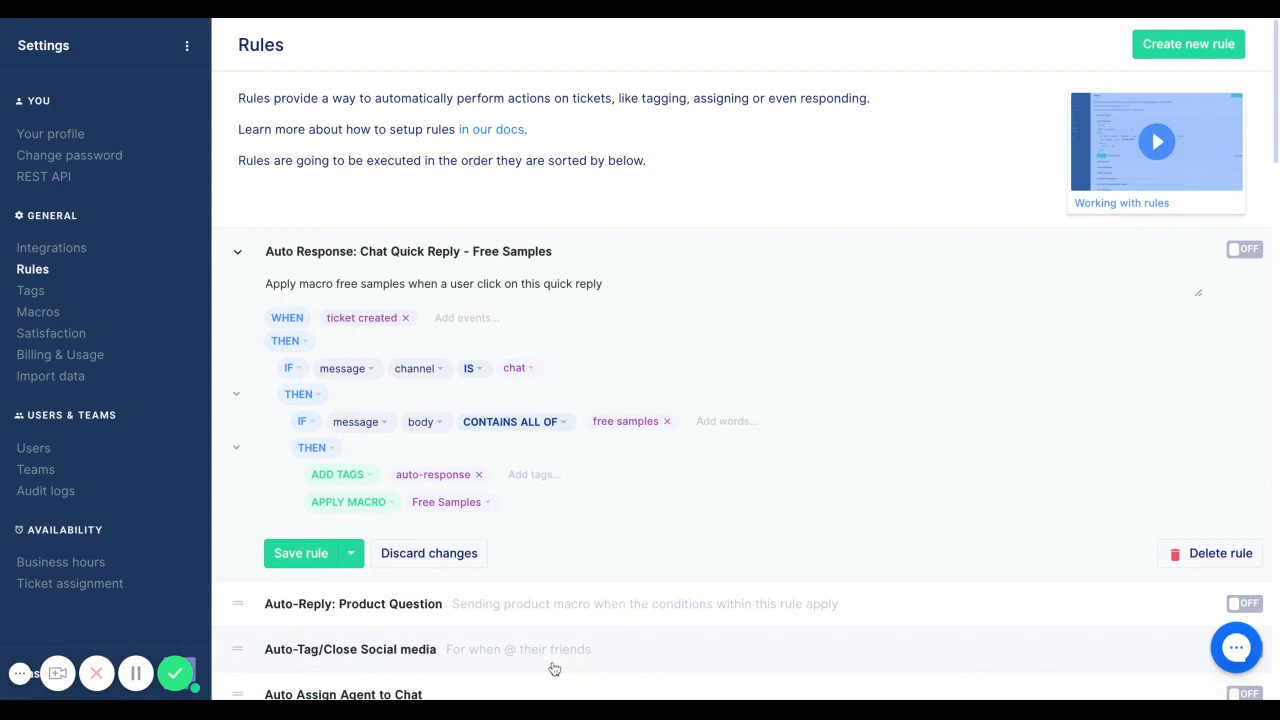 Settings
Rules
Create new rule
YOU
Your profile
Change password
REST API
GENERAL
Integrations
Rules
Tags
Macros
Satisfaction
Billing & Usage
Import data
USERS & TEAMS
Users
Teams
Audit logs
AVAILABILITY
Business hours
Ticket assignment
Rules provide a way to automatically perform actions on tickets, like tagging, assigning or even responding.
Learn more about how to setup rules in our docs.
Rules are going to be executed in the order they are sorted by below.
Working with rules
Auto Response: Chat Quick Reply - Free Samples
OFF
Apply macro free samples when a user click on this quick reply
WHEN ticket created × Add events...
THEN
IF message channel IS chat
THEN
IF message body CONTAINS ALL OF free samples × Add words...
THEN
ADD TAGS auto-response × Add tags...
APPLY MACRO Free Samples
Save rule
Discard changes
Delete rule
Auto-Reply: Product Question Sending product macro when the conditions within this rule apply
OFF
Auto-Tag/Close Social media For when @ their friends
Auto Assign Agent to Chat
OFF